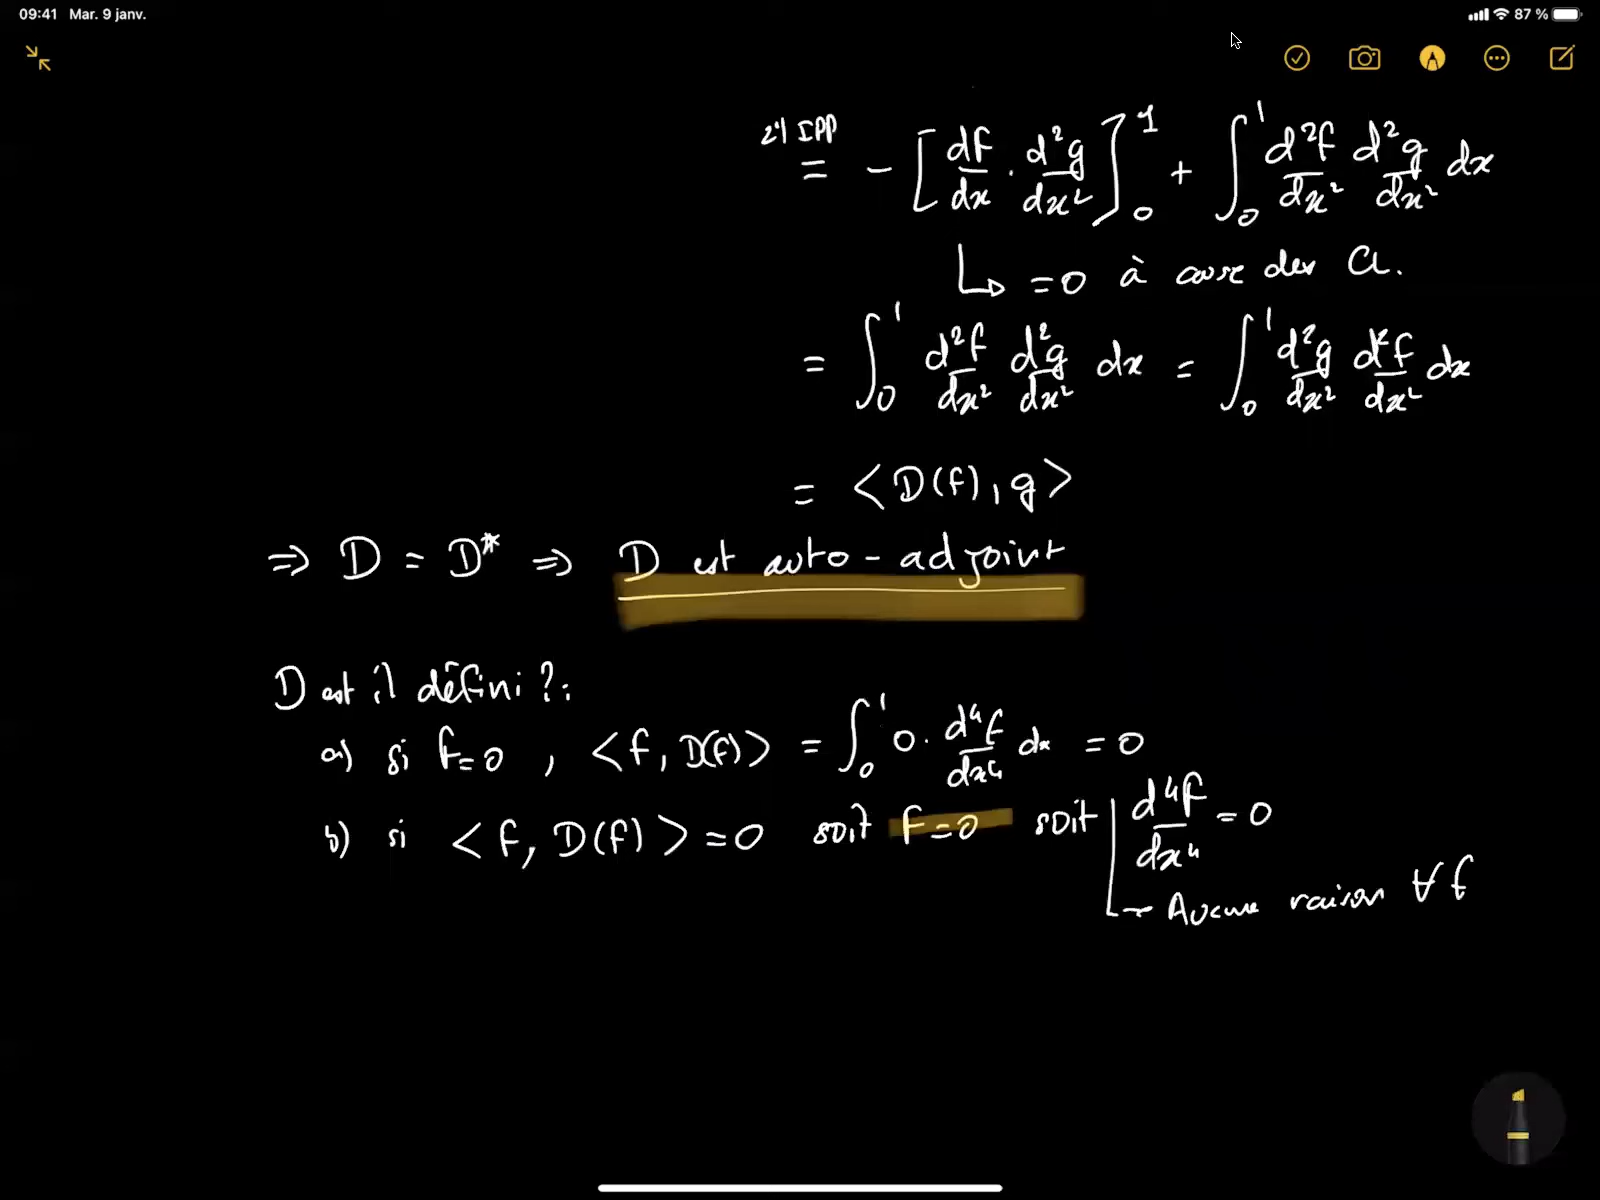 09:41 Mar. 9 janv. 87 %
2) IPP = - [df/dx . d²g/dx²]₀¹ + ∫₀¹ d²f/dx² d²g/dx² dx
↳ =0 à cause des CL.
= ∫₀¹ d²f/dx² d²g/dx² dx = ∫₀¹ d²g/dx² d²f/dx² dx
= <D(f), g>
⇒ D = D* ⇒ D est auto-adjoint
D est il défini ? :
a) si f=0 , <f, D(f)> = ∫₀¹ 0 . d⁴f/dx⁴ dx = 0
b) si <f, D(f)> = 0 soit f=0 soit d⁴f/dx⁴ = 0
→ Aucune raison ∀ f